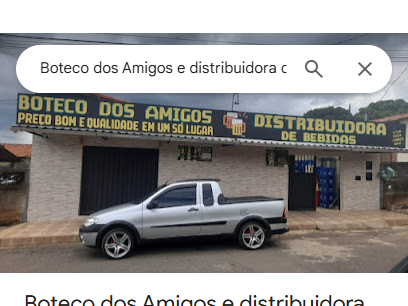 Boteco dos Amigos e distribuidora
BOTECO DOS AMIGOS
PREÇO BOM E QUALIDADE EM UM SÓ LUGAR
DISTRIBUIDORA
DE BEBIDAS
Boteco dos Amigos e distribuidora